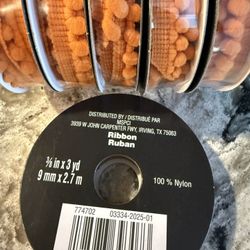 DISTRIBUTED BY / DISTRIBUÉ PAR
MSPCI
3939 W JOHN CARPENTER FWY, IRVING, TX 75063
Ribbon
Ruban
⅜ in x 3 yd
9 mm x 2.7 m
100 % Nylon
774702
03334-2025-01